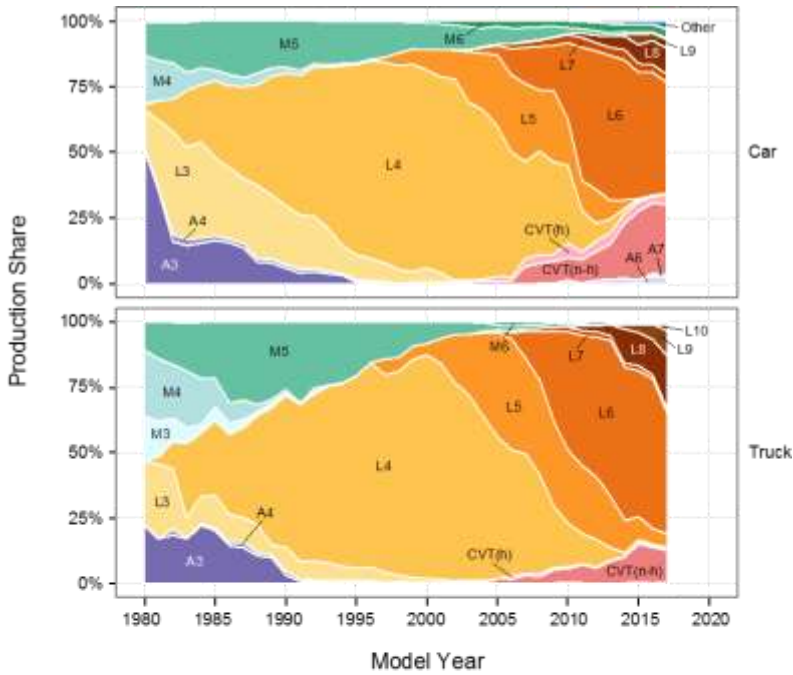 Production Share
100%
75%
50%
25%
0%
M5
M4
M6
Other
L9
L8
L7
L6
L5
L4
L3
A4
A3
CVT(h)
CVT(n-h)
A6
A7
Car
100%
75%
50%
25%
0%
M5
M4
M3
M6
L10
L9
L8
L7
L6
L5
L4
L3
A4
A3
CVT(h)
CVT(n-h)
Truck
1980 1985 1990 1995 2000 2005 2010 2015 2020
Model Year